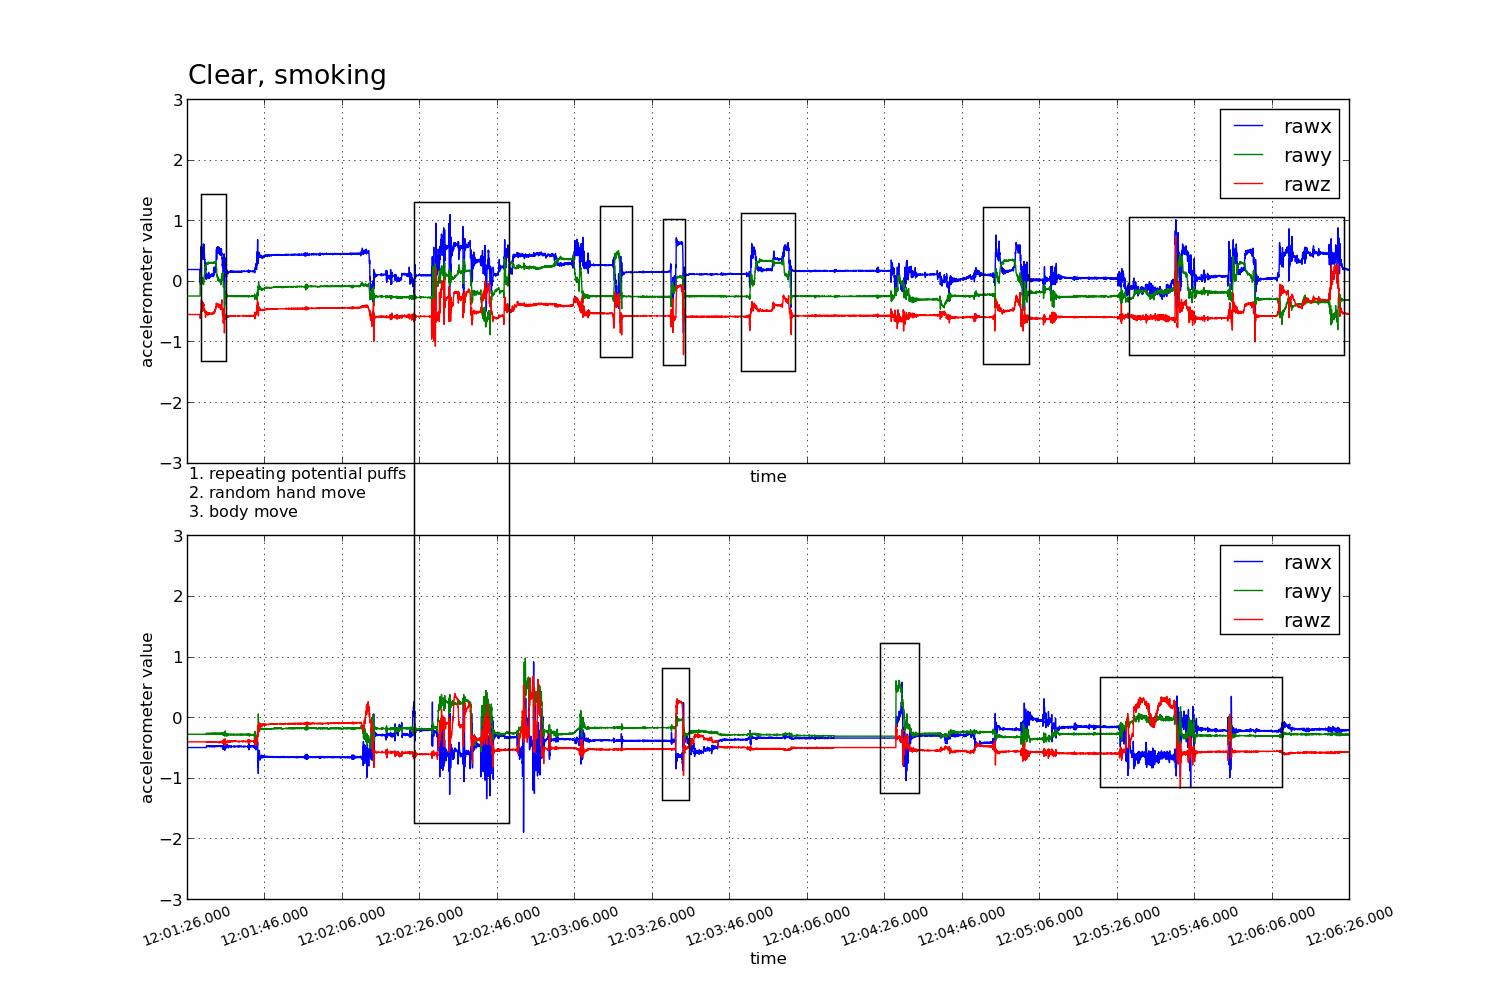 Clear, smoking
3
2
1
0
−1
−2
−3
accelerometer value
rawx
rawy
rawz
time
1. repeating potential puffs
2. random hand move
3. body move
3
2
1
0
−1
−2
−3
accelerometer value
rawx
rawy
rawz
12:01:26.000 12:01:46.000 12:02:06.000 12:02:26.000 12:02:46.000 12:03:06.000 12:03:26.000 12:03:46.000 12:04:06.000 12:04:26.000 12:04:46.000 12:05:06.000 12:05:26.000 12:05:46.000 12:06:06.000 12:06:26.000
time